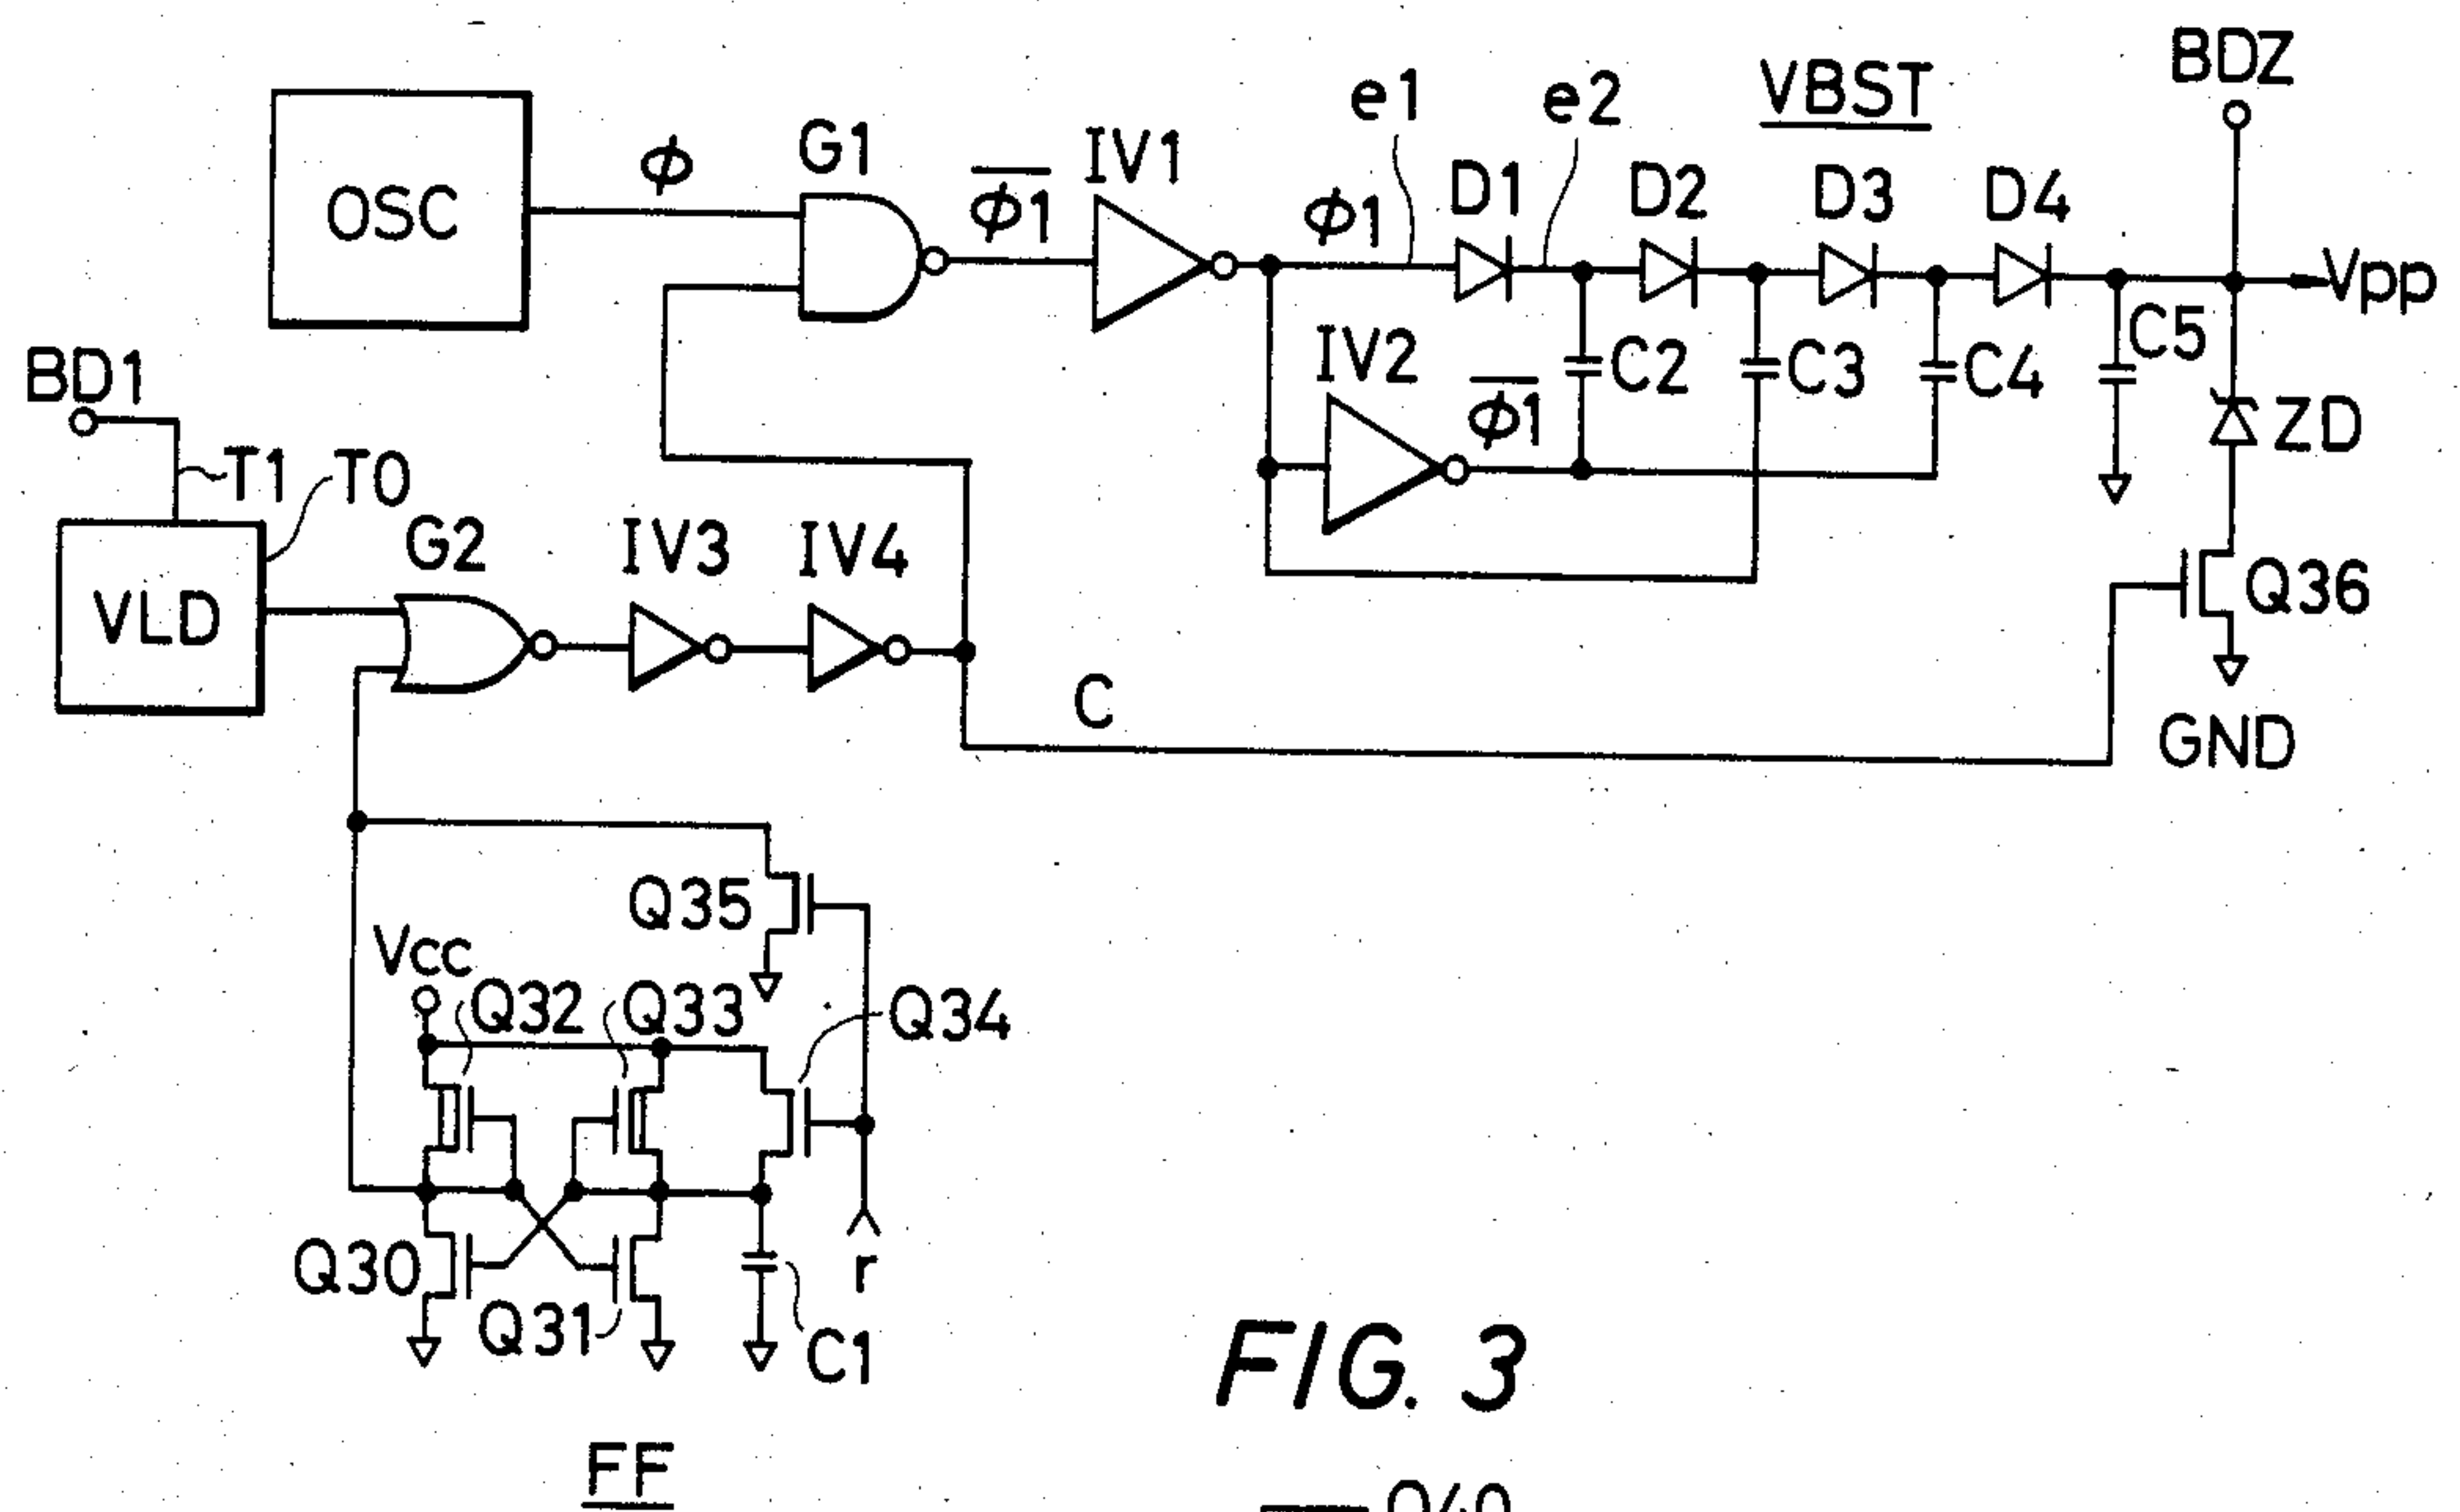 BDZ
e1 e2 VBST
OSC
ϕ
G1
ϕ1̅
IV1
ϕ1
D1 D2 D3 D4
Vpp
BD1
T1 T0
IV2
ϕ1̅
C2 C3 C4 C5
ZD
VLD
G2 IV3 IV4
Q36
C
GND
Q35
Vcc
Q32 Q33 Q34
Q30
Q31
C1
r
FIG. 3
FF